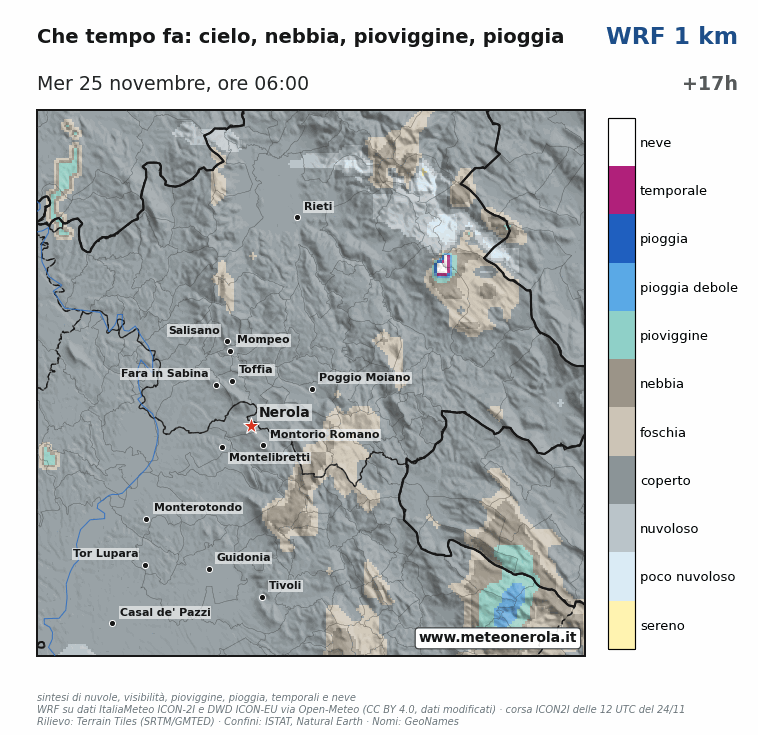 Che tempo fa: cielo, nebbia, pioviggine, pioggia
WRF 1 km
Mer 25 novembre, ore 06:00
+17h
neve
temporale
pioggia
pioggia debole
pioviggine
nebbia
foschia
coperto
nuvoloso
poco nuvoloso
sereno
Rieti
Salisano
Mompeo
Fara in Sabina
Toffia
Poggio Moiano
Nerola
Montorio Romano
Montelibretti
Monterotondo
Tor Lupara
Guidonia
Tivoli
Casal de' Pazzi
www.meteonerola.it
sintesi di nuvole, visibilità, pioviggine, pioggia, temporali e neve
WRF su dati ItaliaMeteo ICON-2I e DWD ICON-EU via Open-Meteo (CC BY 4.0, dati modificati) · corsa ICON2I delle 12 UTC del 24/11
Rilievo: Terrain Tiles (SRTM/GMTED) · Confini: ISTAT, Natural Earth · Nomi: GeoNames